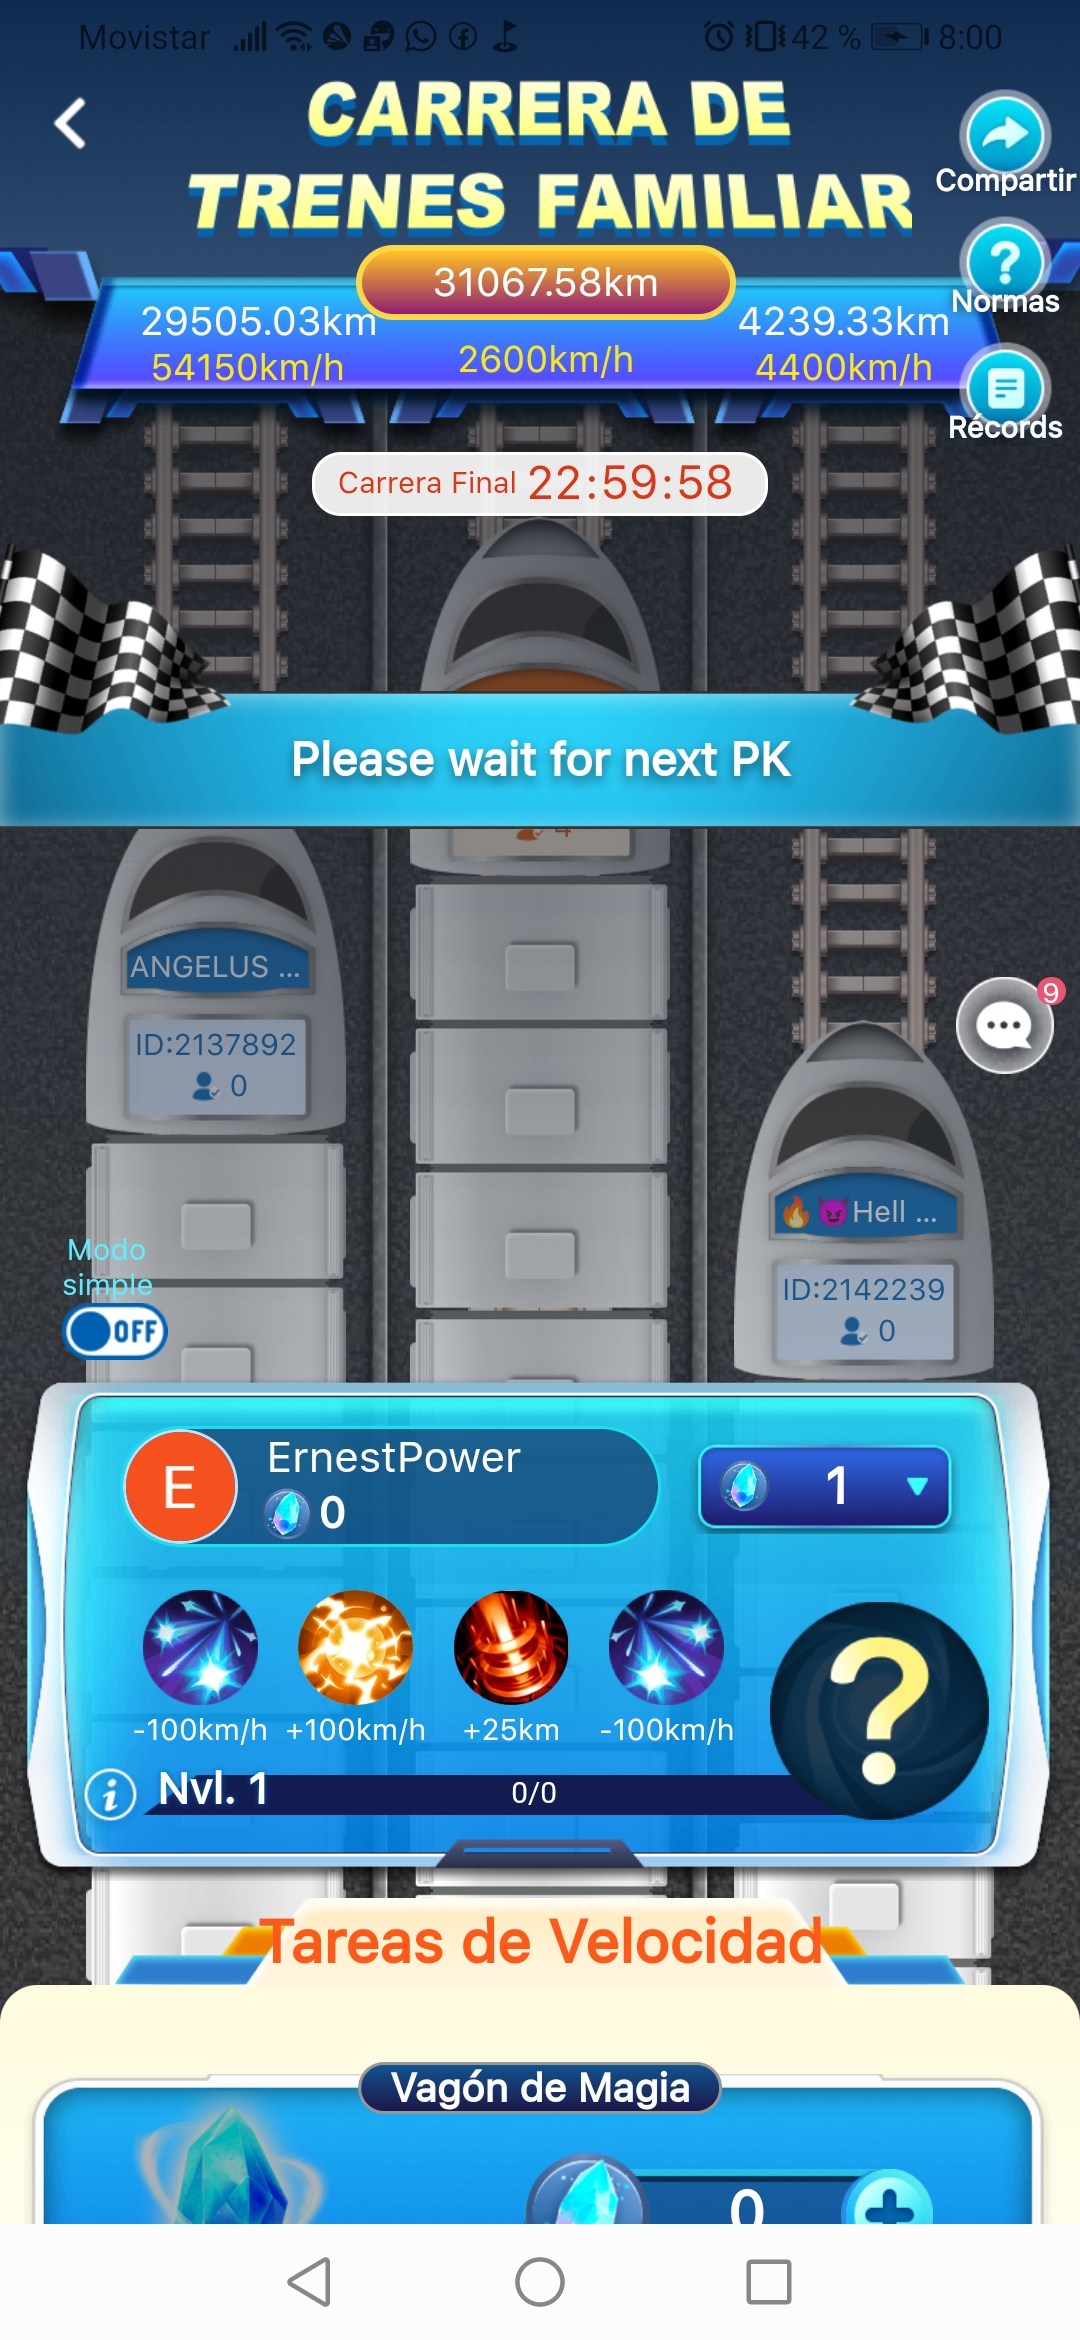 Movistar 42 % 8:00
CARRERA DE
TRENES FAMILIAR
Compartir
Normas
Récords
31067.58km
29505.03km 4239.33km
54150km/h 2600km/h 4400km/h
Carrera Final 22:59:58
Please wait for next PK
4
ANGELUS ...
ID:2137892
0
9
🔥😈Hell ...
ID:2142239
0
Modo
simple
OFF
E
ErnestPower
0
1
-100km/h +100km/h +25km -100km/h
?
i Nvl. 1 0/0
Tareas de Velocidad
Vagón de Magia
0